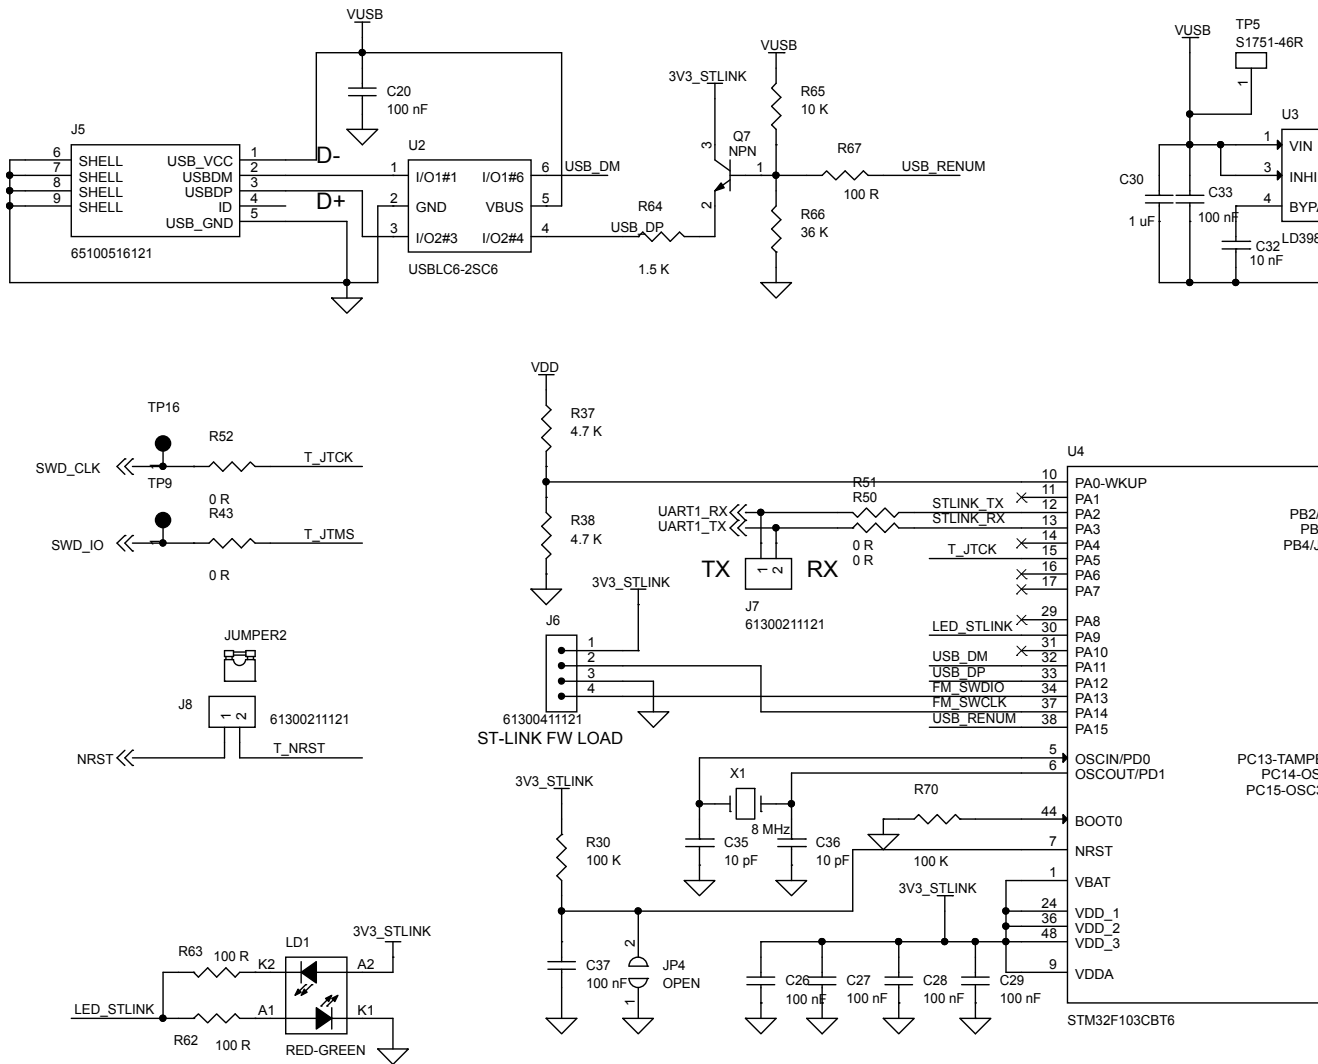 VUSB
C20
100 nF
J5
6 SHELL USB_VCC 1 D-
7 SHELL USBDM 2
8 SHELL USBDP 3
9 SHELL ID 4 D+
USB_GND 5
65100516121
U2
1 I/O1#1 I/O1#6 6 USB_DM
2 GND VBUS 5
3 I/O2#3 I/O2#4 4 USB_DP
USBLC6-2SC6
R64
1.5 K
3V3_STLINK
VUSB
R65
10 K
Q7
NPN
3
1
2
R67
100 R
USB_RENUM
R66
36 K
VUSB
TP5
S1751-46R
1
U3
1 VIN
3 INHI
4 BYPA
LD398
C30
1 uF
C33
100 nF
C32
10 nF
TP16
R52
SWD_CLK T_JTCK
0 R
TP9
R43
SWD_IO T_JTMS
0 R
JUMPER2
J8
1 2
61300211121
NRST T_NRST
VDD
R37
4.7 K
R38
4.7 K
3V3_STLINK
J6
1
2
3
4
61300411121
ST-LINK FW LOAD
R51
R50
UART1_RX STLINK_TX
UART1_TX STLINK_RX
0 R
0 R
TX 1 2 RX
J7
61300211121
T_JTCK
LED_STLINK
USB_DM
USB_DP
FM_SWDIO
FM_SWCLK
USB_RENUM
U4
10 PA0-WKUP
11 PA1
12 PA2
13 PA3
14 PA4
15 PA5
16 PA6
17 PA7
29 PA8
30 PA9
31 PA10
32 PA11
33 PA12
34 PA13
37 PA14
38 PA15
5 OSCIN/PD0
6 OSCOUT/PD1
44 BOOT0
7 NRST
1 VBAT
24 VDD_1
36 VDD_2
48 VDD_3
9 VDDA
STM32F103CBT6
PB2/
PB
PB4/J
PC13-TAMPE
PC14-OS
PC15-OSC3
X1
8 MHz
C35
10 pF
C36
10 pF
R70
100 K
3V3_STLINK
R30
100 K
C37
100 nF
2
1
JP4
OPEN
3V3_STLINK
C26
100 nF
C27
100 nF
C28
100 nF
C29
100 nF
3V3_STLINK
R63
100 R
LD1
K2 A2
LED_STLINK
A1 K1
R62
100 R
RED-GREEN